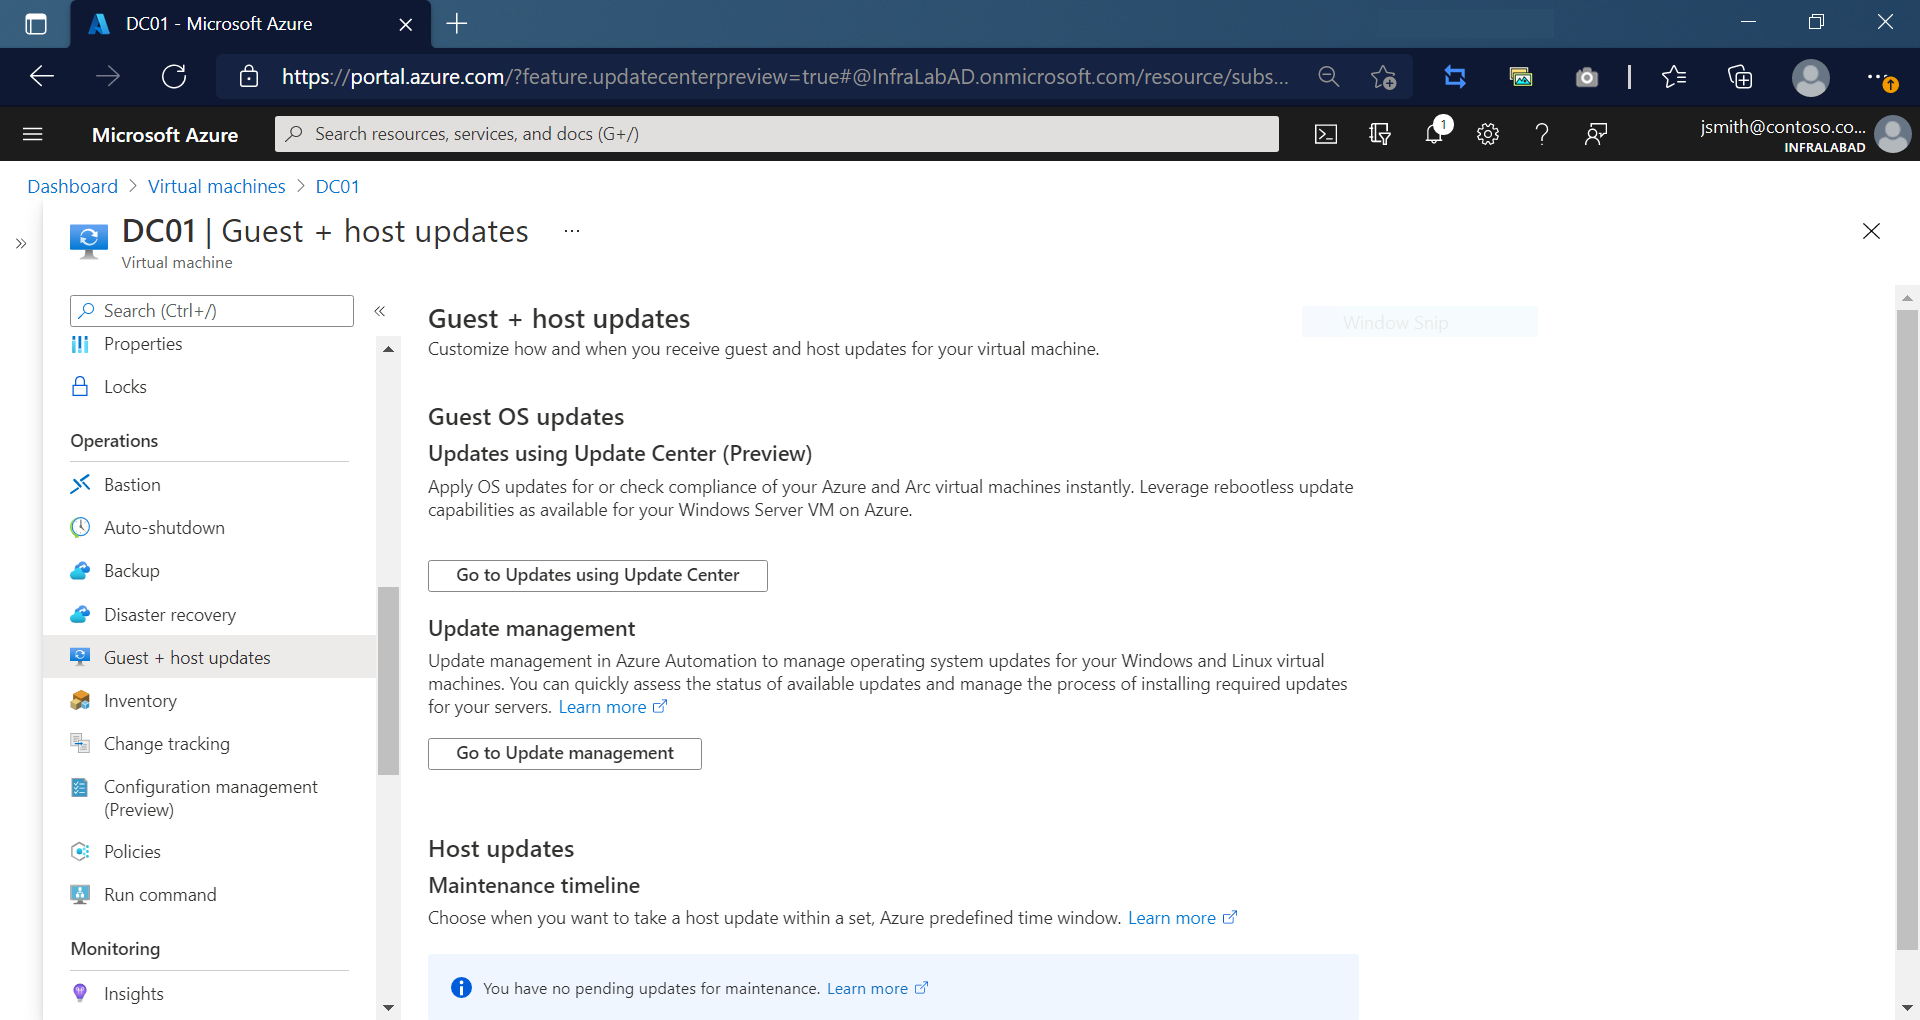 DC01 - Microsoft Azure
https://portal.azure.com/?feature.updatecenterpreview=true#@InfraLabAD.onmicrosoft.com/resource/subs...
Microsoft Azure
Search resources, services, and docs (G+/)
1
jsmith@contoso.co...
INFRALABAD
Dashboard > Virtual machines > DC01
DC01 | Guest + host updates ...
Virtual machine
Search (Ctrl+/)
Properties
Locks
Operations
Bastion
Auto-shutdown
Backup
Disaster recovery
Guest + host updates
Inventory
Change tracking
Configuration management
(Preview)
Policies
Run command
Monitoring
Insights
Guest + host updates
Window Snip
Customize how and when you receive guest and host updates for your virtual machine.
Guest OS updates
Updates using Update Center (Preview)
Apply OS updates for or check compliance of your Azure and Arc virtual machines instantly. Leverage rebootless update
capabilities as available for your Windows Server VM on Azure.
Go to Updates using Update Center
Update management
Update management in Azure Automation to manage operating system updates for your Windows and Linux virtual
machines. You can quickly assess the status of available updates and manage the process of installing required updates
for your servers. Learn more
Go to Update management
Host updates
Maintenance timeline
Choose when you want to take a host update within a set, Azure predefined time window. Learn more
You have no pending updates for maintenance. Learn more